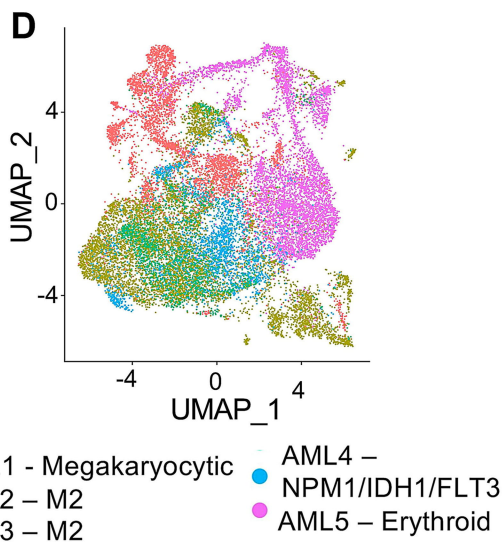 D
UMAP_2
4
0
-4
-4
0
4
UMAP_1
1 - Megakaryocytic
2 – M2
3 – M2
AML4 –
NPM1/IDH1/FLT3
AML5 – Erythroid